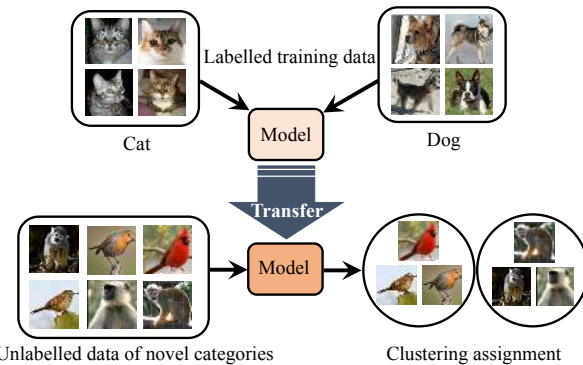 Labelled training data
Cat
Model
Dog
Transfer
Model
Unlabelled data of novel categories
Clustering assignment